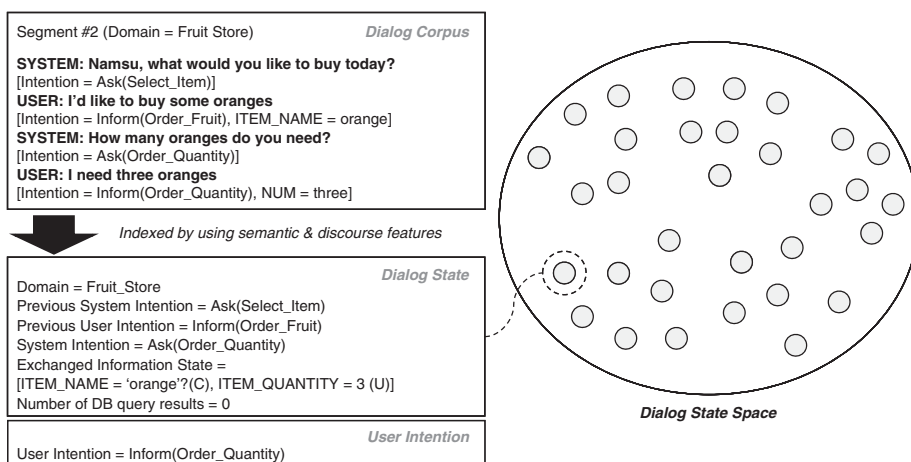 Segment #2 (Domain = Fruit Store) Dialog Corpus
SYSTEM: Namsu, what would you like to buy today?
[Intention = Ask(Select_Item)]
USER: I'd like to buy some oranges
[Intention = Inform(Order_Fruit), ITEM_NAME = orange]
SYSTEM: How many oranges do you need?
[Intention = Ask(Order_Quantity)]
USER: I need three oranges
[Intention = Inform(Order_Quantity), NUM = three]
Indexed by using semantic & discourse features
Dialog State
Domain = Fruit_Store
Previous System Intention = Ask(Select_Item)
Previous User Intention = Inform(Order_Fruit)
System Intention = Ask(Order_Quantity)
Exchanged Information State =
[ITEM_NAME = 'orange'?(C), ITEM_QUANTITY = 3 (U)]
Number of DB query results = 0
User Intention
User Intention = Inform(Order_Quantity)
Dialog State Space